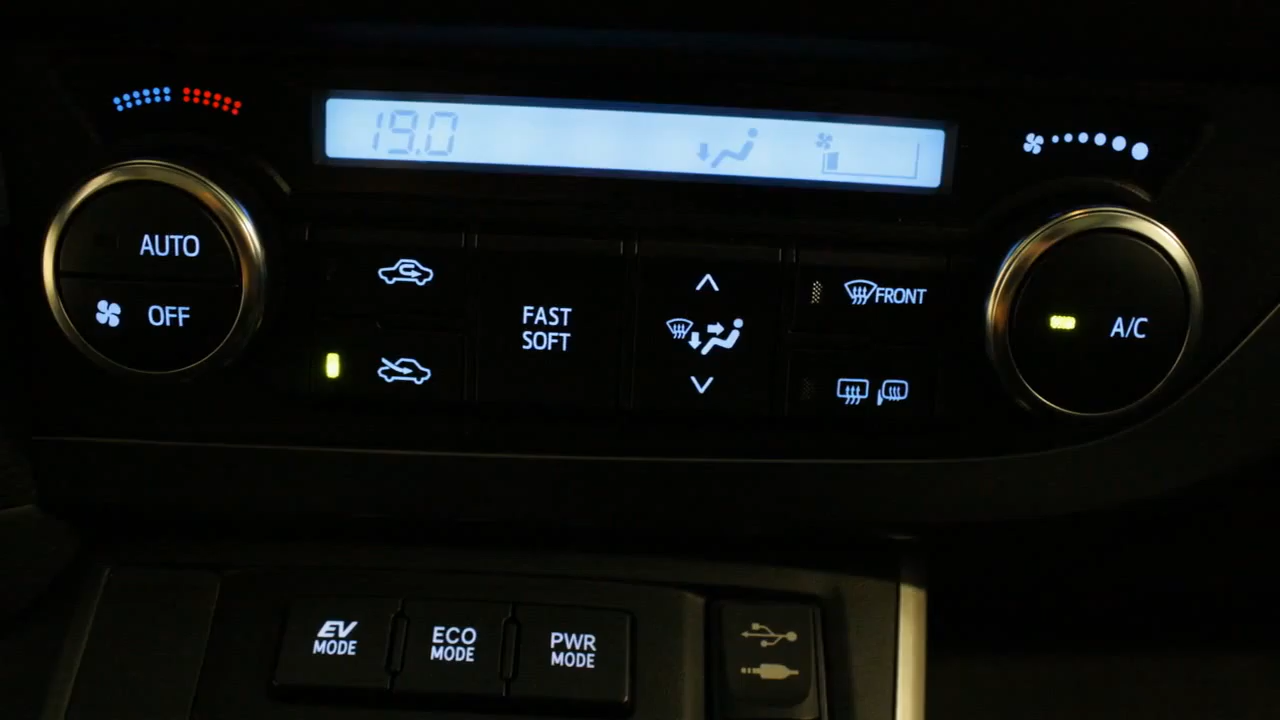 19.0
AUTO
OFF
FAST
SOFT
FRONT
A/C
EV
MODE
ECO
MODE
PWR
MODE